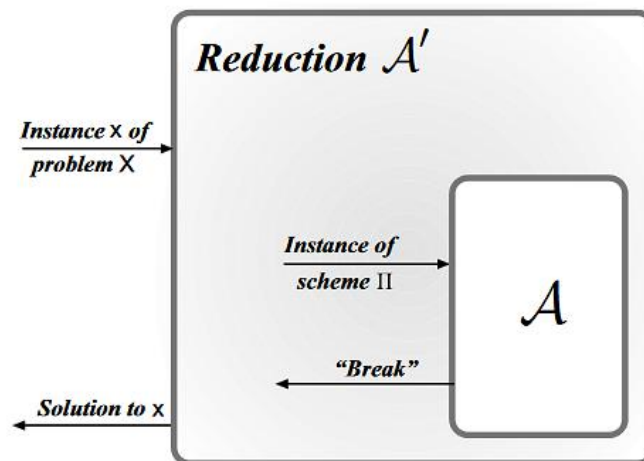 Reduction 𝒜′
Instance x of
problem X
Instance of
scheme Π
𝒜
“Break”
Solution to x